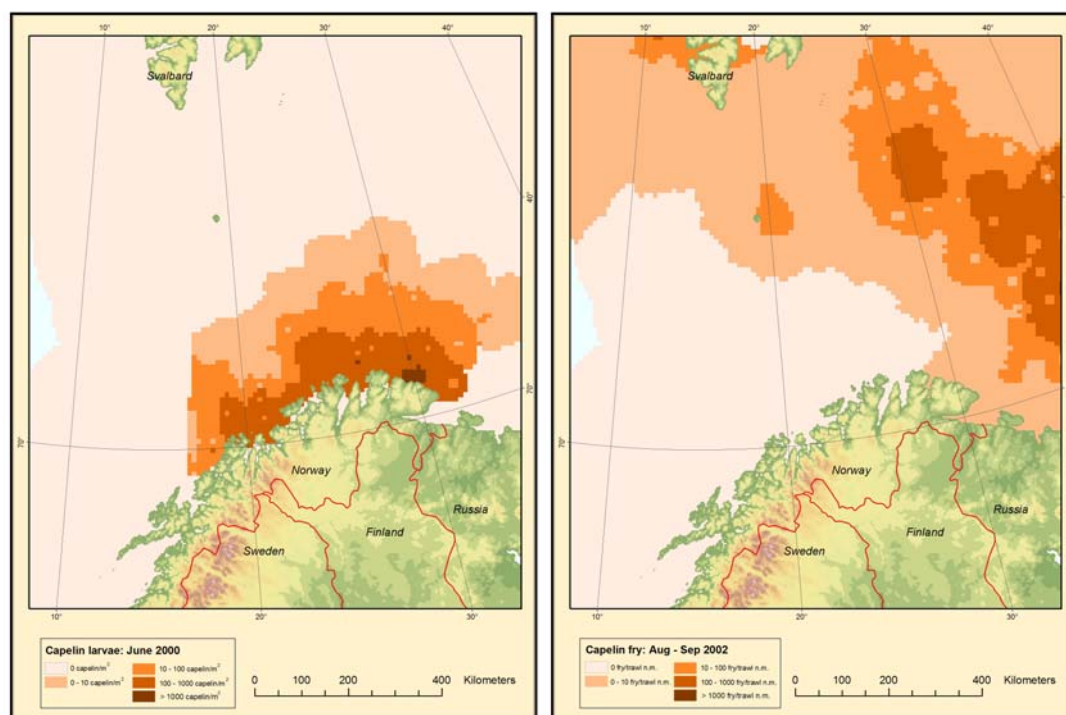 10° 20° 40°
Svalbard
40°
70°
70°
Norway
Russia
Finland
Sweden
10° 20° 30°
Capelin larvae: June 2000
0 capelin/m²
0 - 10 capelin/m²
10 - 100 capelin/m²
100 - 1000 capelin/m²
> 1000 capelin/m²
0 100 200 400 Kilometers
10° 20° 40°
Svalbard
40°
70°
70°
Norway
Russia
Finland
Sweden
10° 20° 30°
Capelin fry: Aug - Sep 2002
0 fry/trawl n.m.
0 - 10 fry/trawl n.m.
10 - 100 fry/trawl n.m.
100 - 1000 fry/trawl n.m.
> 1000 fry/trawl n.m.
0 100 200 400 Kilometers